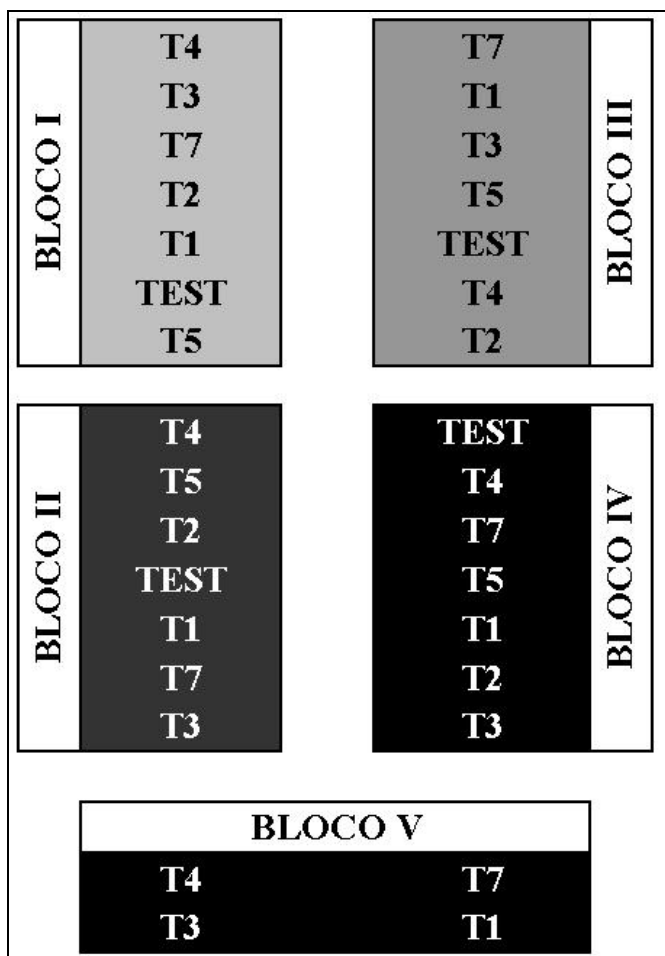 BLOCO I
T4
T3
T7
T2
T1
TEST
T5
BLOCO III
T7
T1
T3
T5
TEST
T4
T2
BLOCO II
T4
T5
T2
TEST
T1
T7
T3
BLOCO IV
TEST
T4
T7
T5
T1
T2
T3
BLOCO V
T4 T7
T3 T1